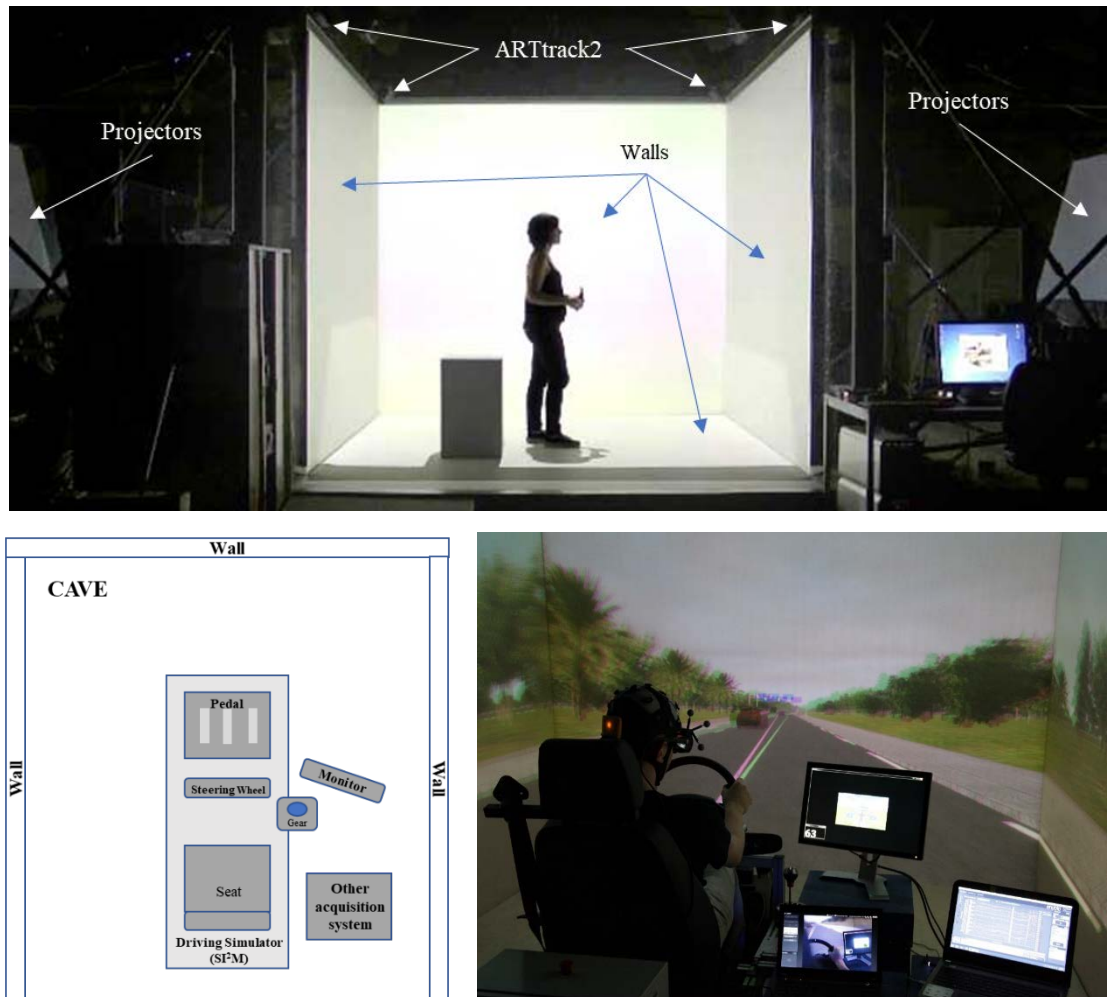 ARTtrack2
Projectors
Projectors
Walls
Wall
CAVE
Pedal
Wall
Wall
Monitor
Steering Wheel
Gear
Seat
Other
acquisition
system
Driving Simulator
(SI²M)
63